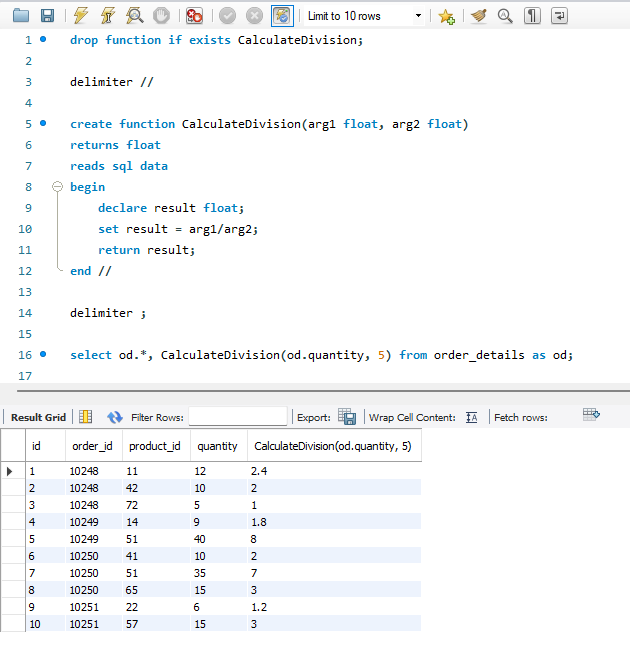 Limit to 10 rows
1 drop function if exists CalculateDivision;
2
3 delimiter //
4
5 create function CalculateDivision(arg1 float, arg2 float)
6 returns float
7 reads sql data
8 begin
9 declare result float;
10 set result = arg1/arg2;
11 return result;
12 end //
13
14 delimiter ;
15
16 select od.*, CalculateDivision(od.quantity, 5) from order_details as od;
17
Result Grid Filter Rows: Export: Wrap Cell Content: IA Fetch rows:
id order_id product_id quantity CalculateDivision(od.quantity, 5)
1 10248 11 12 2.4
2 10248 42 10 2
3 10248 72 5 1
4 10249 14 9 1.8
5 10249 51 40 8
6 10250 41 10 2
7 10250 51 35 7
8 10250 65 15 3
9 10251 22 6 1.2
10 10251 57 15 3